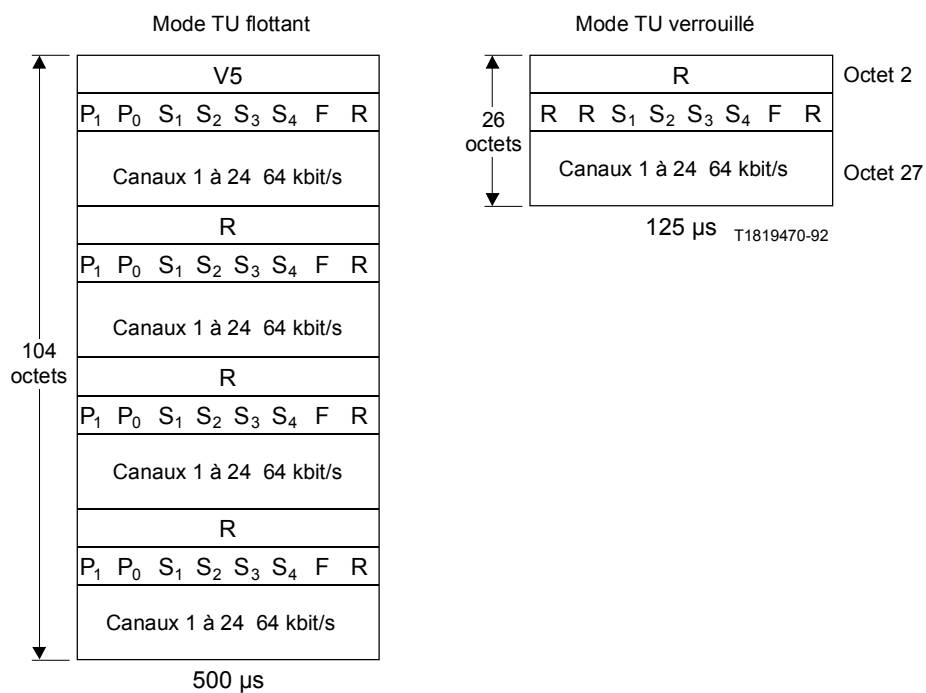 Mode TU flottant
V5
P1 P0 S1 S2 S3 S4 F R
Canaux 1 à 24 64 kbit/s
R
P1 P0 S1 S2 S3 S4 F R
Canaux 1 à 24 64 kbit/s
R
P1 P0 S1 S2 S3 S4 F R
Canaux 1 à 24 64 kbit/s
R
P1 P0 S1 S2 S3 S4 F R
Canaux 1 à 24 64 kbit/s
104
octets
500 µs
Mode TU verrouillé
R
Octet 2
R R S1 S2 S3 S4 F R
26
octets
Canaux 1 à 24 64 kbit/s
Octet 27
125 µs
T1819470-92